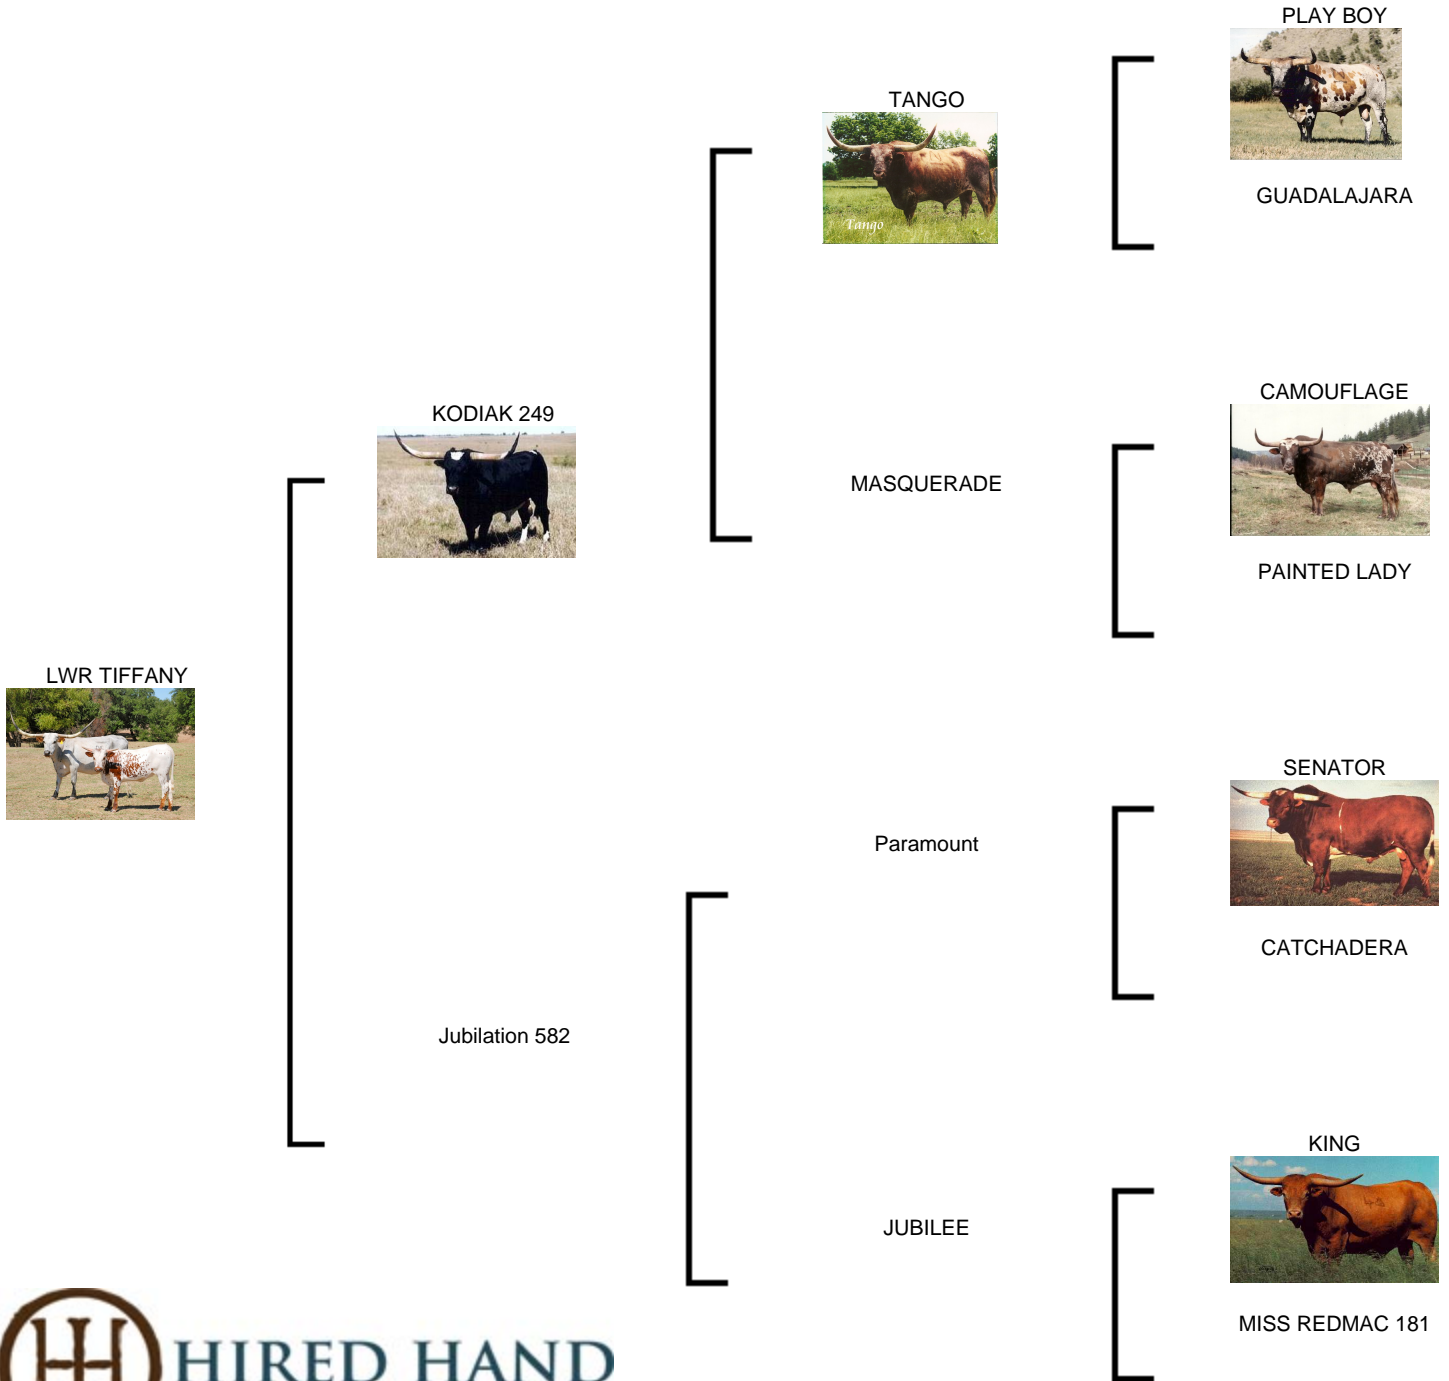 PLAY BOY
TANGO
Tango
GUADALAJARA
CAMOUFLAGE
KODIAK 249
MASQUERADE
PAINTED LADY
LWR TIFFANY
SENATOR
Paramount
CATCHADERA
Jubilation 582
KING
JUBILEE
MISS REDMAC 181
HIRED HAND